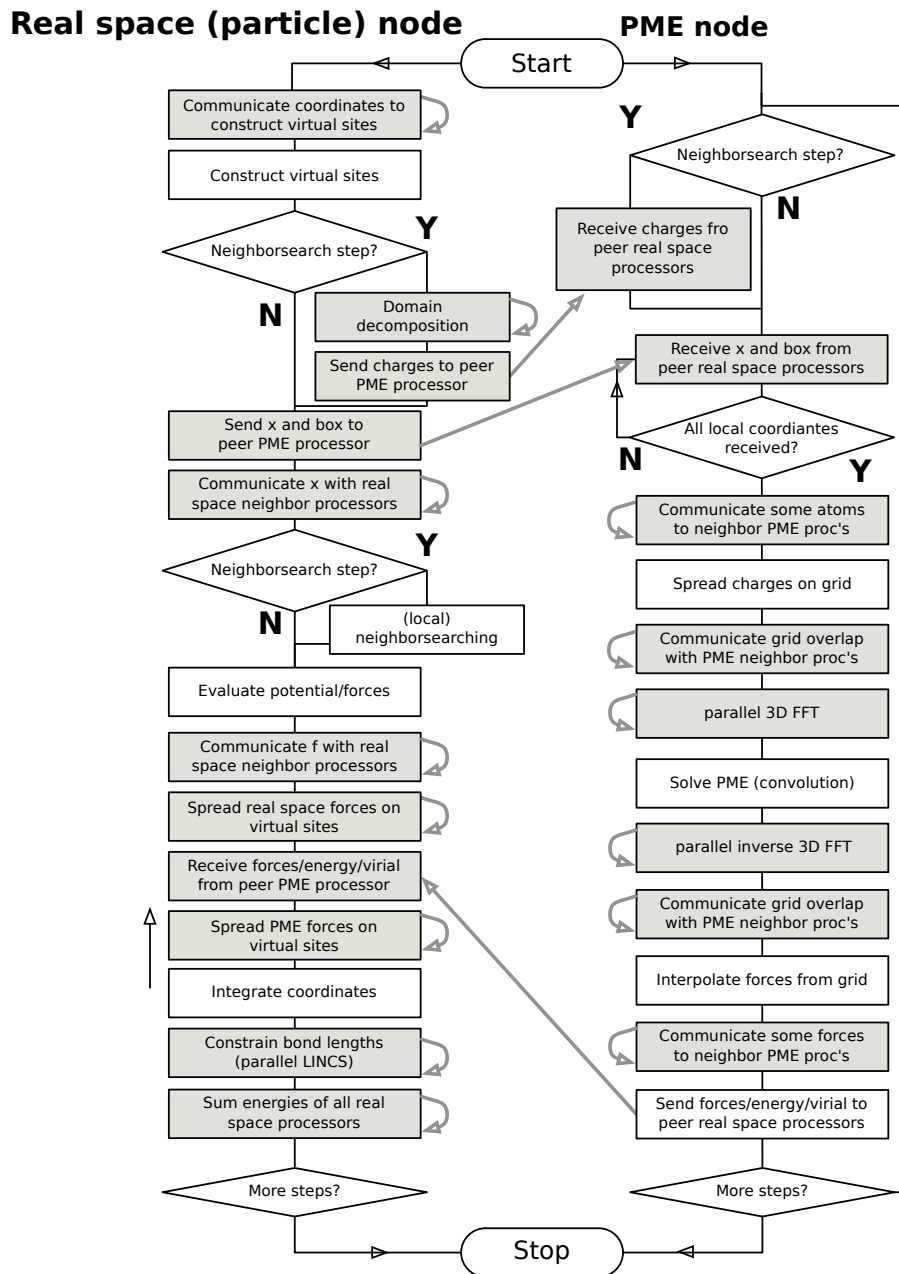 Real space (particle) node
PME node
Start
Communicate coordinates to
construct virtual sites
Construct virtual sites
Neighborsearch step?
Y
N
Domain
decomposition
Send charges to peer
PME processor
Send x and box to
peer PME processor
Communicate x with real
space neighbor processors
Neighborsearch step?
Y
N
(local)
neighborsearching
Evaluate potential/forces
Communicate f with real
space neighbor processors
Spread real space forces on
virtual sites
Receive forces/energy/virial
from peer PME processor
Spread PME forces on
virtual sites
Integrate coordinates
Constrain bond lengths
(parallel LINCS)
Sum energies of all real
space processors
More steps?
Y
Neighborsearch step?
N
Receive charges fro
peer real space
processors
Receive x and box from
peer real space processors
All local coordiantes
received?
N
Y
Communicate some atoms
to neighbor PME proc's
Spread charges on grid
Communicate grid overlap
with PME neighbor proc's
parallel 3D FFT
Solve PME (convolution)
parallel inverse 3D FFT
Communicate grid overlap
with PME neighbor proc's
Interpolate forces from grid
Communicate some forces
to neighbor PME proc's
Send forces/energy/virial to
peer real space processors
More steps?
Stop